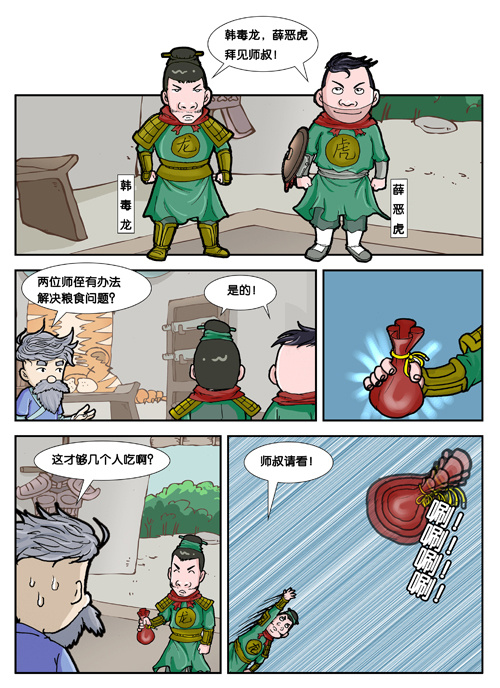 韩毒龙，薛恶虎
拜见师叔！
龙
虎
韩毒龙
薛恶虎
两位师侄有办法
解决粮食问题？
是的！
这才够几个人吃啊？
龙
师叔请看！
唰！
唰！
唰！
唰！
龙